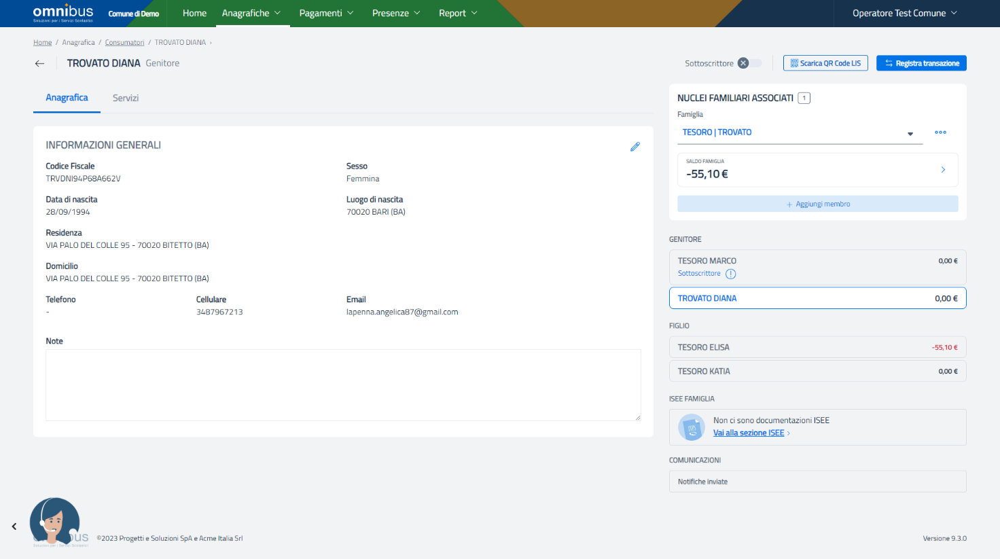 omnibus
Soluzioni per i Servizi Scolastici
Comune di Demo
Home
Anagrafiche
Pagamenti
Presenze
Report
Operatore Test Comune
Home / Anagrafica / Consumatori / TROVATO DIANA ›
TROVATO DIANA Genitore
Sottoscrittore
Scarica QR Code LIS
Registra transazione
Anagrafica
Servizi
INFORMAZIONI GENERALI
Codice Fiscale
TRVDNI94P68A662V
Sesso
Femmina
Data di nascita
28/09/1994
Luogo di nascita
70020 BARI (BA)
Residenza
VIA PALO DEL COLLE 95 - 70020 BITETTO (BA)
Domicilio
VIA PALO DEL COLLE 95 - 70020 BITETTO (BA)
Telefono
-
Cellulare
3487967213
Email
lapenna.angelica87@gmail.com
Note
NUCLEI FAMILIARI ASSOCIATI 1
Famiglia
TESORO | TROVATO
SALDO FAMIGLIA
-55,10 €
+ Aggiungi membro
GENITORE
TESORO MARCO 0,00 €
Sottoscrittore
TROVATO DIANA 0,00 €
FIGLIO
TESORO ELISA -55,10 €
TESORO KATIA 0,00 €
ISEE FAMIGLIA
Non ci sono documentazioni ISEE
Vai alla sezione ISEE ›
COMUNICAZIONI
Notifiche inviate
©2023 Progetti e Soluzioni SpA e Acme Italia Srl
Versione 9.3.0